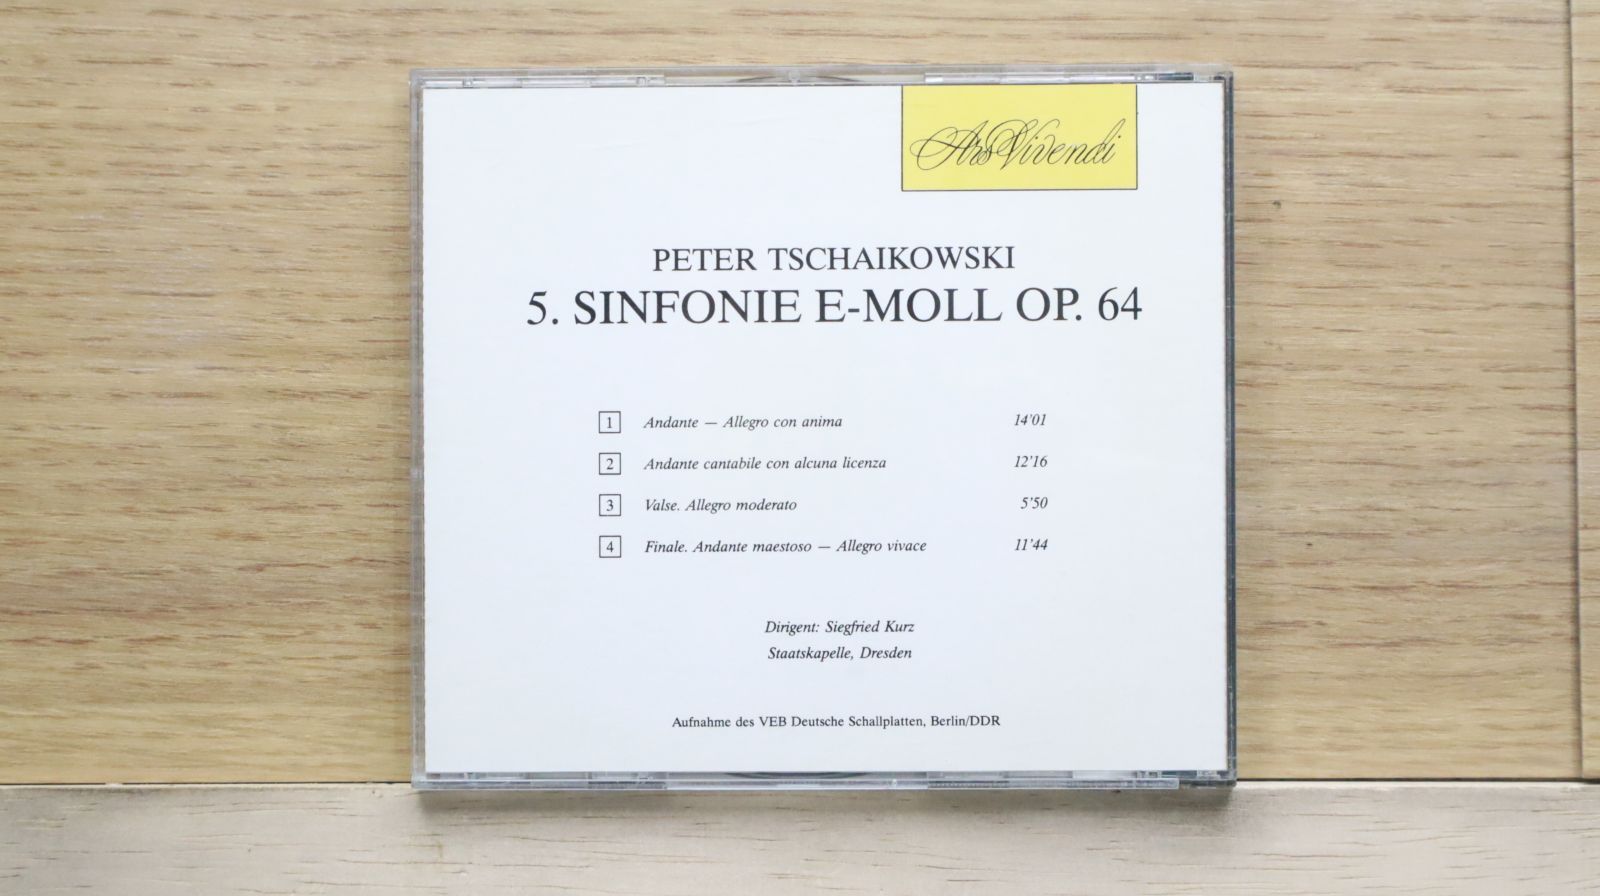 Ars Vivendi
PETER TSCHAIKOWSKI
5. SINFONIE E-MOLL OP. 64
1 Andante — Allegro con anima 14'01
2 Andante cantabile con alcuna licenza 12'16
3 Valse. Allegro moderato 5'50
4 Finale. Andante maestoso — Allegro vivace 11'44
Dirigent: Siegfried Kurz
Staatskapelle, Dresden
Aufnahme des VEB Deutsche Schallplatten, Berlin/DDR